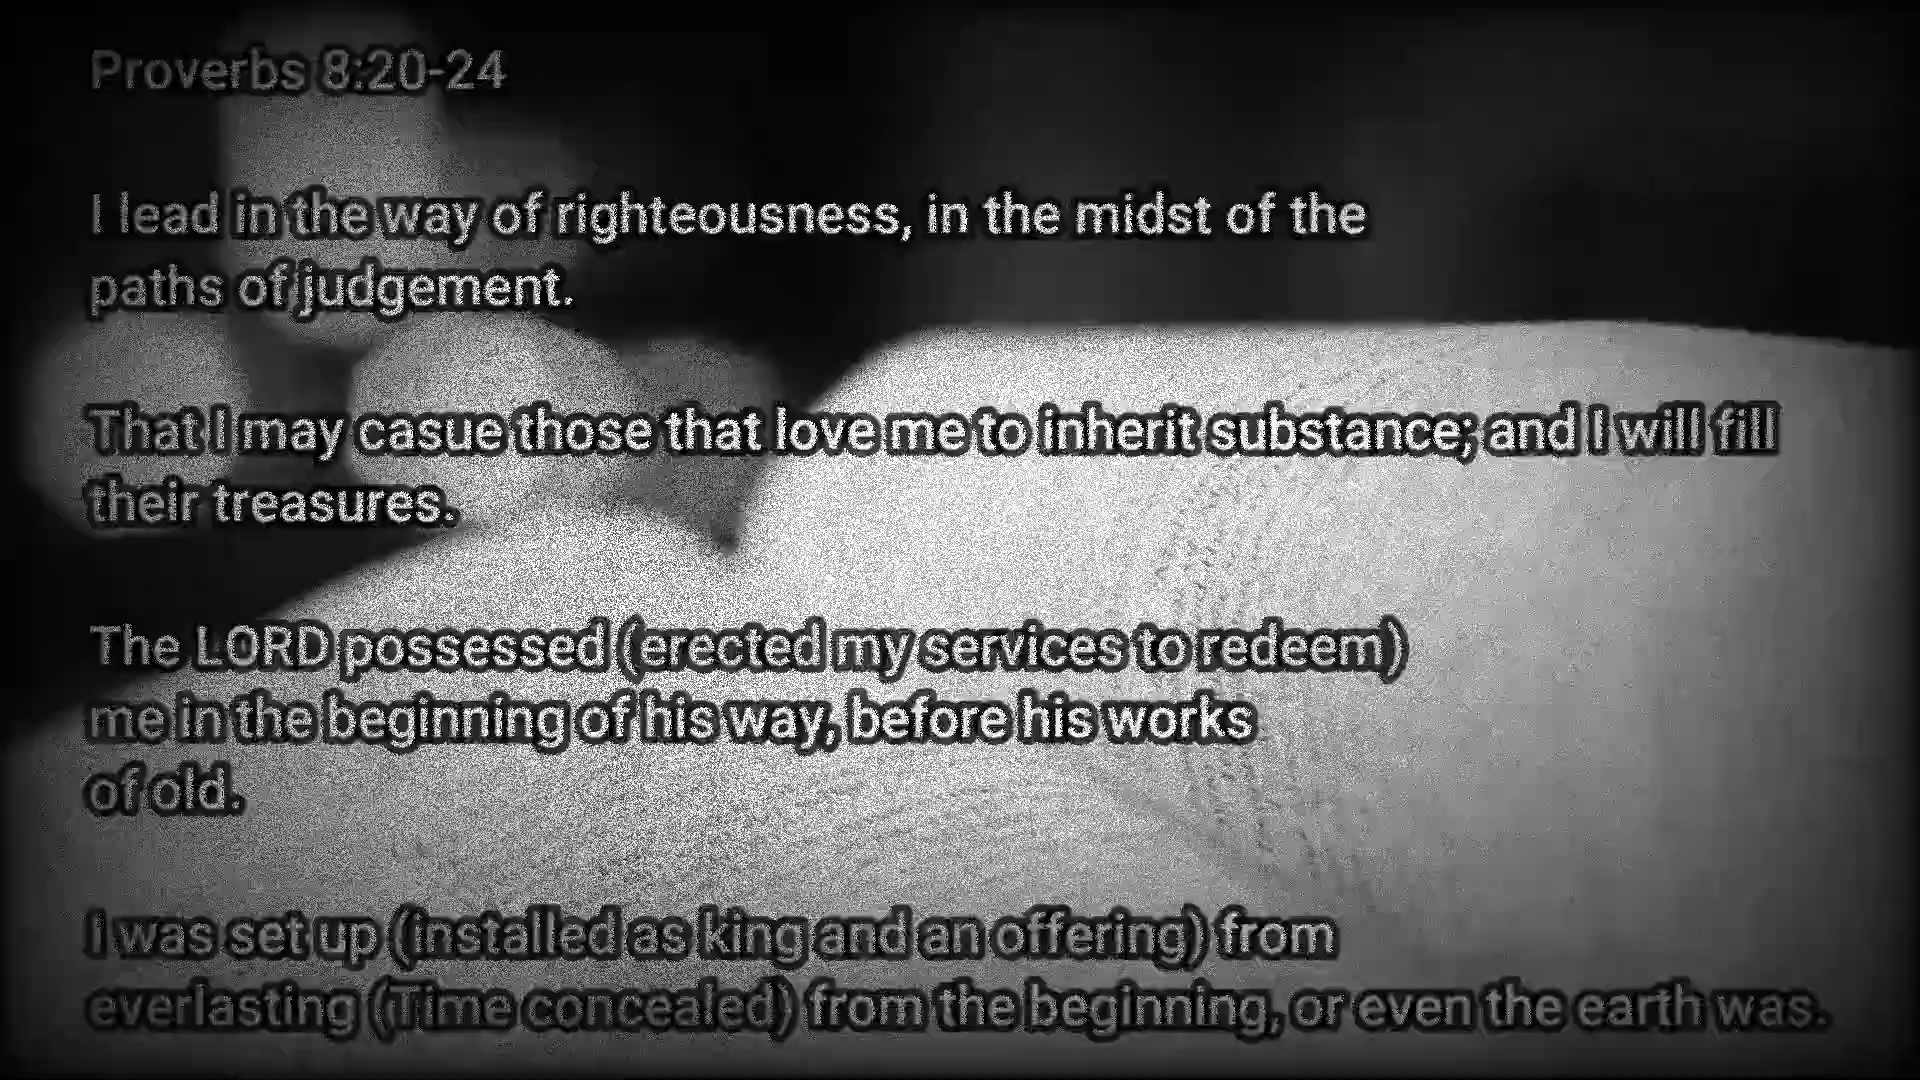 Proverbs 8:20-24
I lead in the way of righteousness, in the midst of the
paths of judgement.
That I may casue those that love me to inherit substance; and I will fill
their treasures.
The LORD possessed (erected my services to redeem)
me in the beginning of his way, before his works
of old.
I was set up (installed as king and an offering) from
everlasting (Time concealed) from the beginning, or even the earth was.